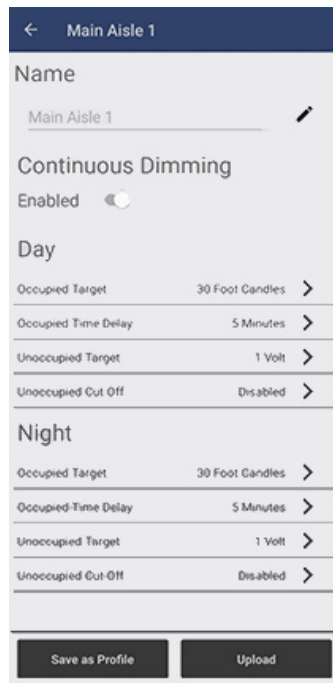 Main Aisle 1
Name
Main Aisle 1
Continuous Dimming
Enabled
Day
Occupied Target 30 Foot Candles
Occupied Time Delay 5 Minutes
Unoccupied Target 1 Volt
Unoccupied Cut Off Disabled
Night
Occupied Target 30 Foot Candles
Occupied Time Delay 5 Minutes
Unoccupied Target 1 Volt
Unoccupied Cut Off Disabled
Save as Profile Upload